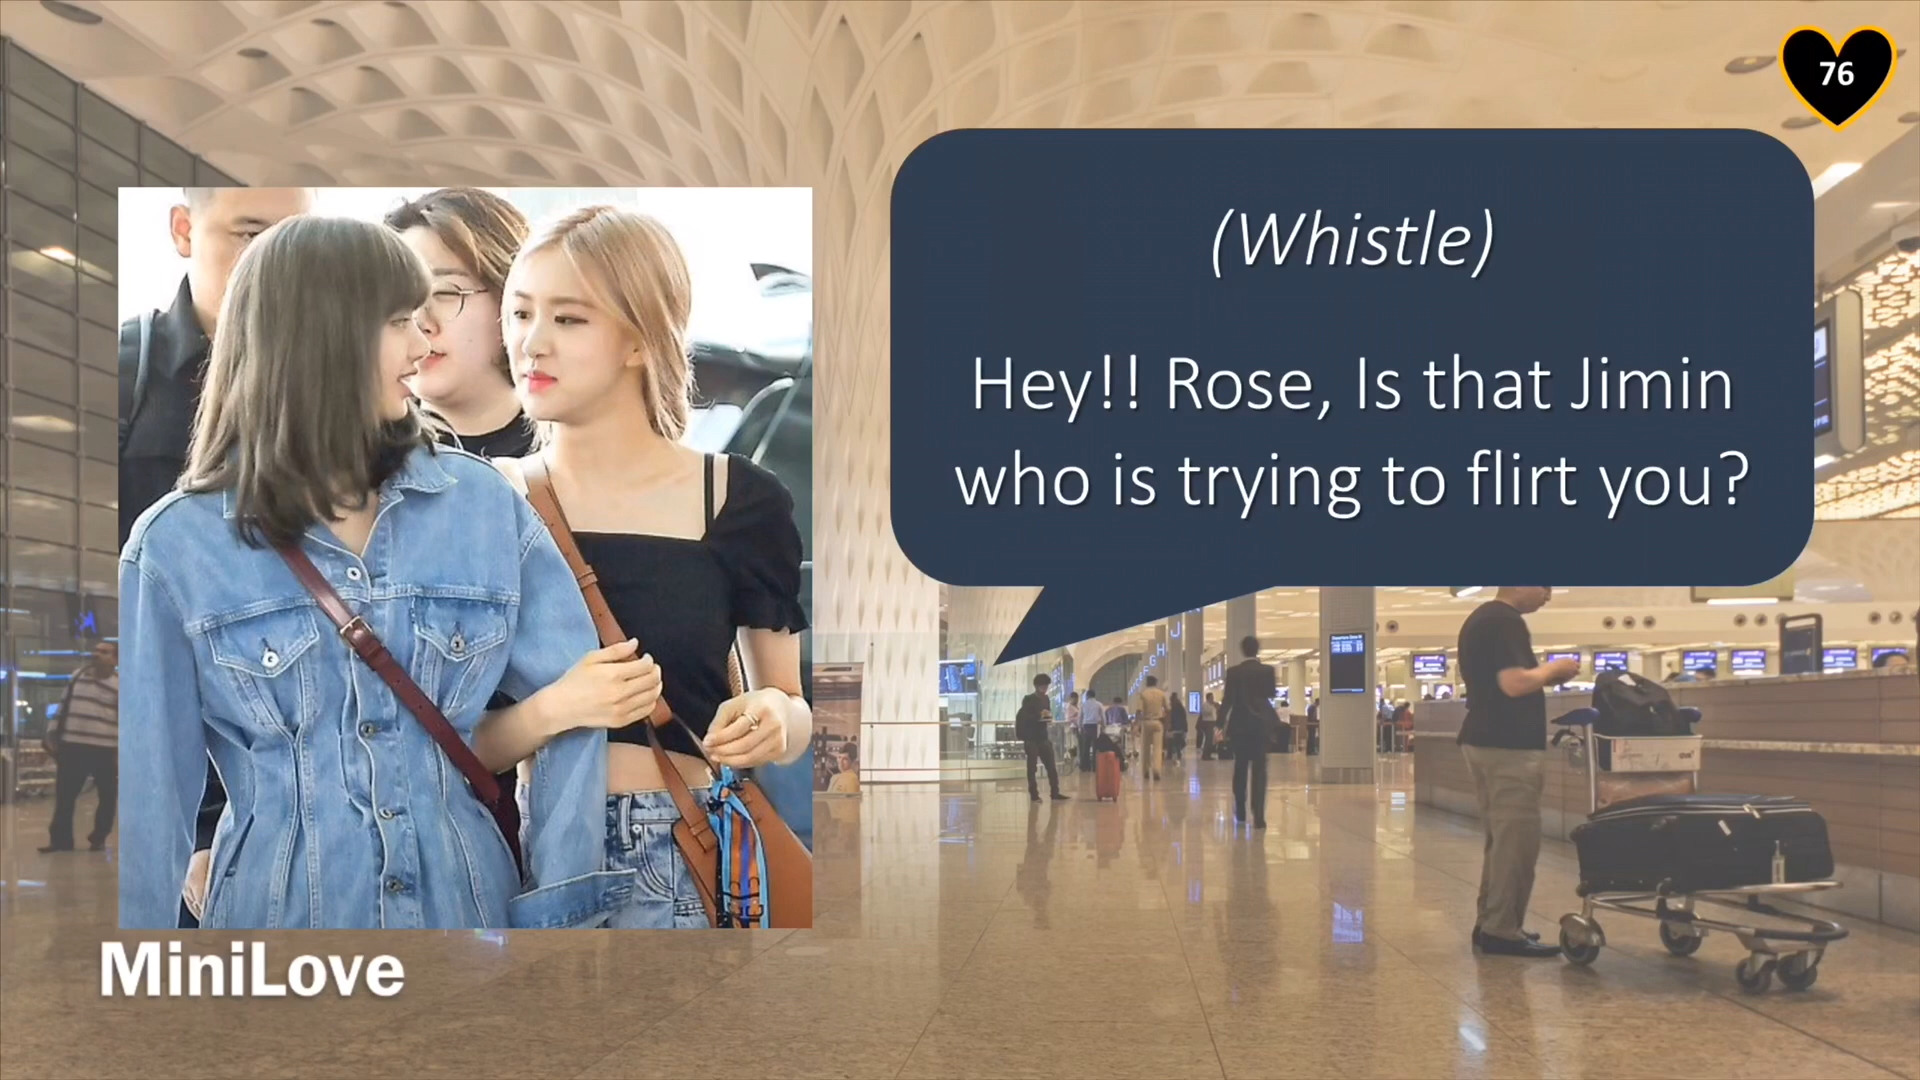 76
(Whistle)
Hey!! Rose, Is that Jimin
who is trying to flirt you?
MiniLove